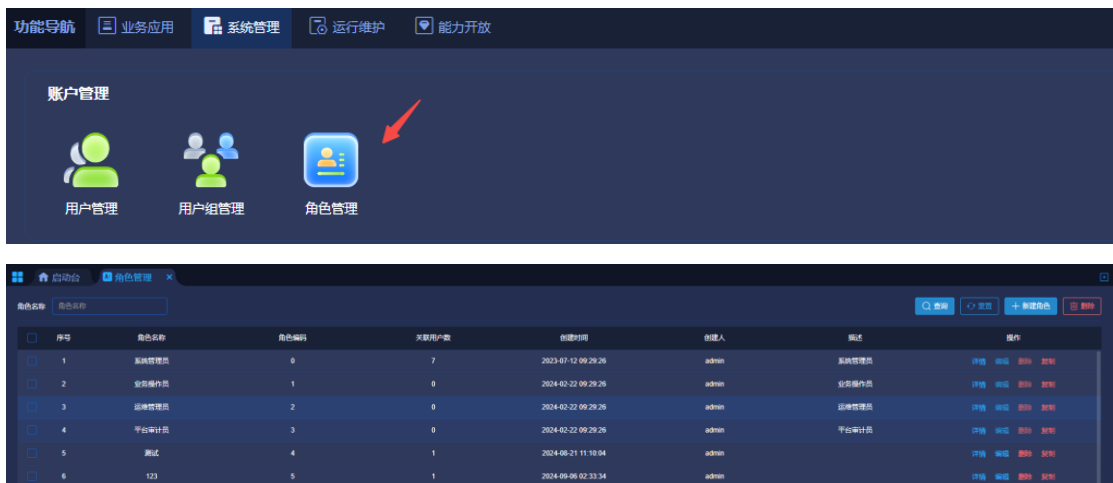 功能导航 业务应用 系统管理 运行维护 能力开放
账户管理
用户管理 用户组管理 角色管理
启动台 角色管理 ×
角色名称 角色名称 查询 重置 + 新建角色 删除
序号 角色名称 角色编码 关联用户数 创建时间 创建人 描述 操作
1 系统管理员 0 7 2023-07-12 09:29:26 admin 系统管理员 详情 编辑 删除 复制
2 业务操作员 1 0 2024-02-22 09:29:26 admin 业务操作员 详情 编辑 删除 复制
3 运维管理员 2 0 2024-02-22 09:29:26 admin 运维管理员 详情 编辑 删除 复制
4 平台审计员 3 0 2024-02-22 09:29:26 admin 平台审计员 详情 编辑 删除 复制
5 测试 4 1 2024-08-21 11:10:04 admin 详情 编辑 删除 复制
6 123 5 1 2024-09-06 02:33:34 admin 详情 编辑 删除 复制